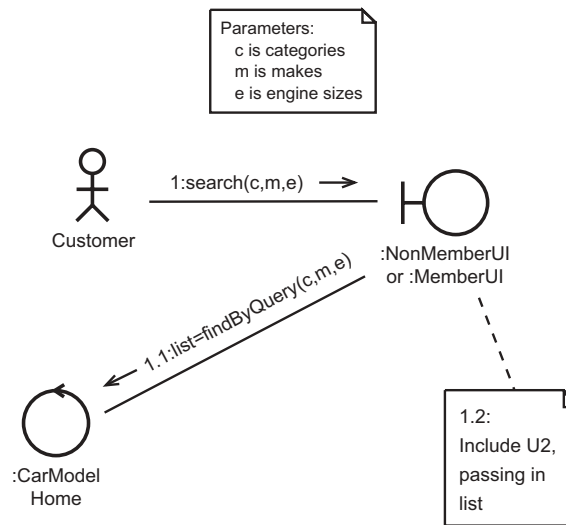 Parameters:
c is categories
m is makes
e is engine sizes
1:search(c,m,e)
Customer
:NonMemberUI
or :MemberUI
1.1:list=findByQuery(c,m,e)
:CarModel
Home
1.2:
Include U2,
passing in
list